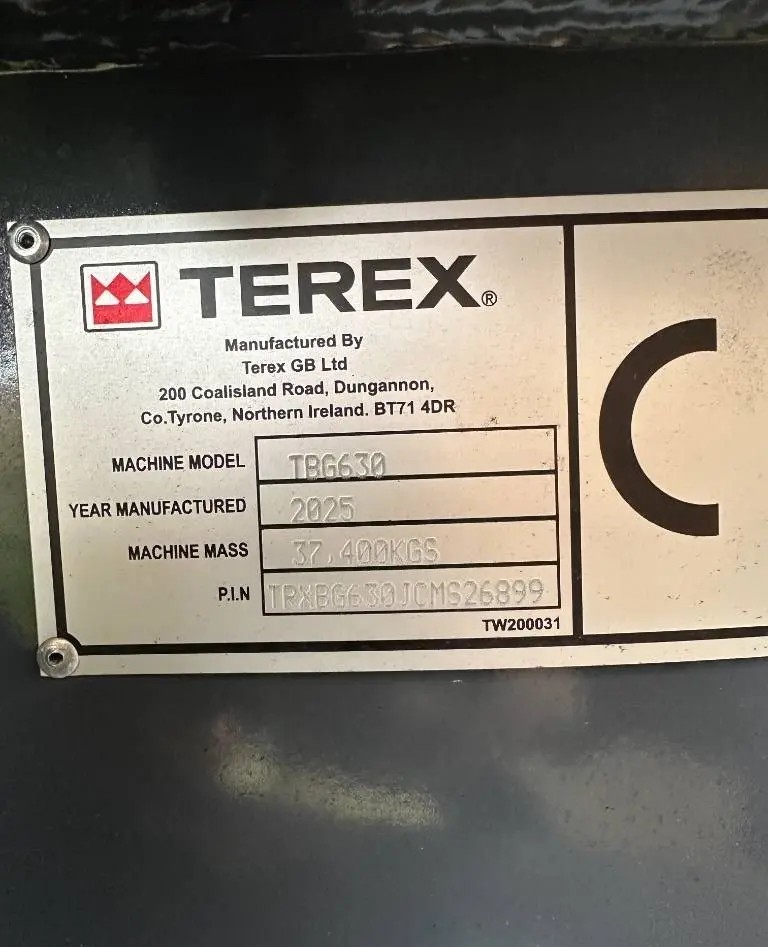 TEREX®
Manufactured By
Terex GB Ltd
200 Coalisland Road, Dungannon,
Co.Tyrone, Northern Ireland. BT71 4DR
MACHINE MODEL TBG630
YEAR MANUFACTURED 2025
MACHINE MASS 37,400KGS
P.I.N TRXBG630JCMS26899
TW200031
C